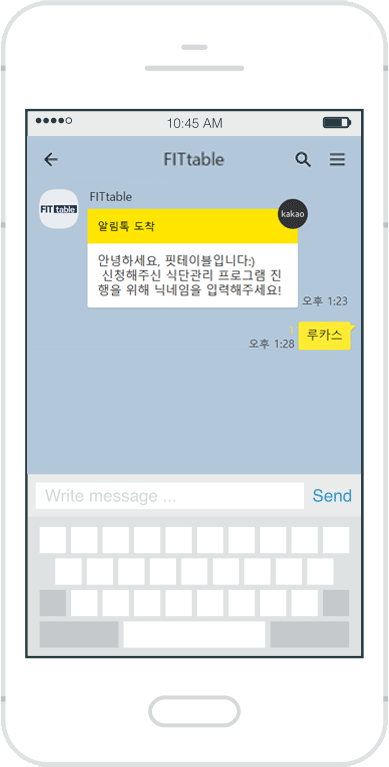 10:45 AM
FITtable
FITtable
FITtable
kakao
알림톡 도착
안녕하세요, 핏테이블입니다:)
신청해주신 식단관리 프로그램 진
행을 위해 닉네임을 입력해주세요!
오후 1:23
1
루카스
오후 1:28
Write message ...
Send